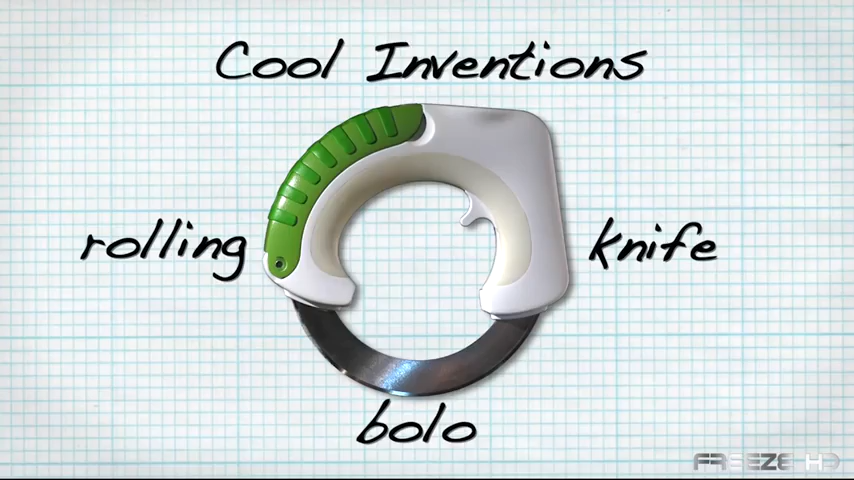 Cool Inventions
rolling
knife
bolo
FREEZE HD